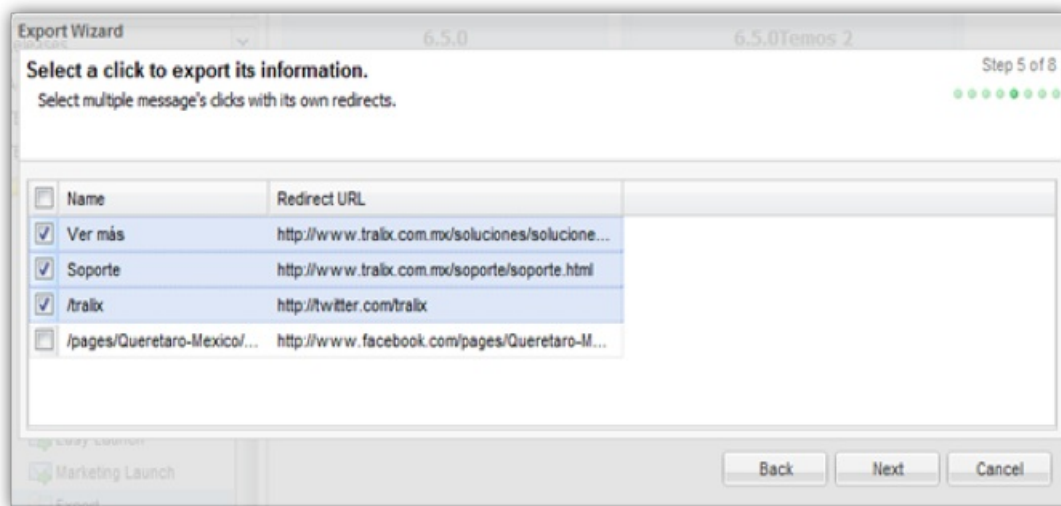 Export Wizard
6.5.0 6.5.0Temos 2
Select a click to export its information. Step 5 of 8
Select multiple message's clicks with its own redirects.
Name Redirect URL
Ver más http://www.tralix.com.mx/soluciones/solucione...
Soporte http://www.tralix.com.mx/soporte/soporte.html
/tralix http://twitter.com/tralix
/pages/Queretaro-Mexico/... http://www.facebook.com/pages/Queretaro-M...
Easy Launch
Marketing Launch
Back Next Cancel
Export